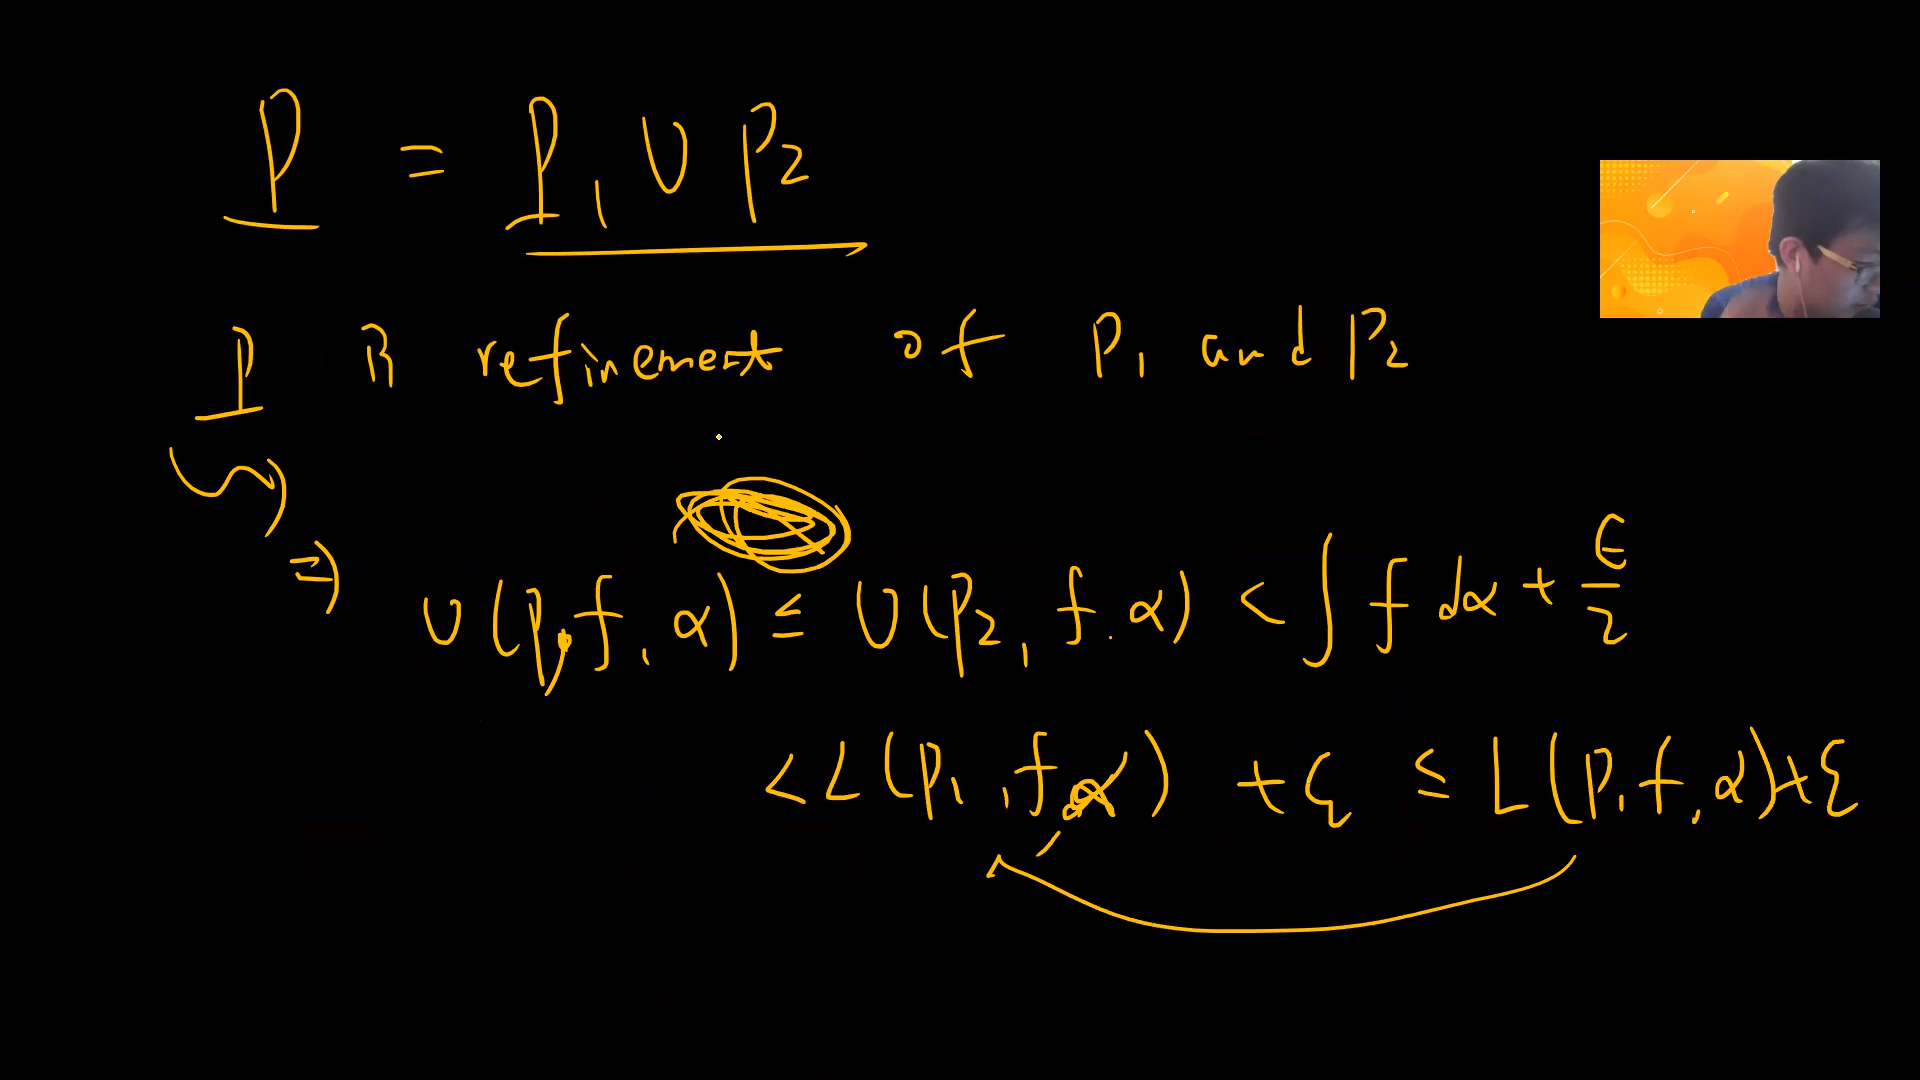 P = P₁ ∪ P₂
P is refinement of P₁ and P₂
⇒ U(P, f, α) ≤ U(P₂, f, α) < ∫ f dα + ε/2
< L(P₁, f, α) + ε ≤ L(P, f, α) + ε